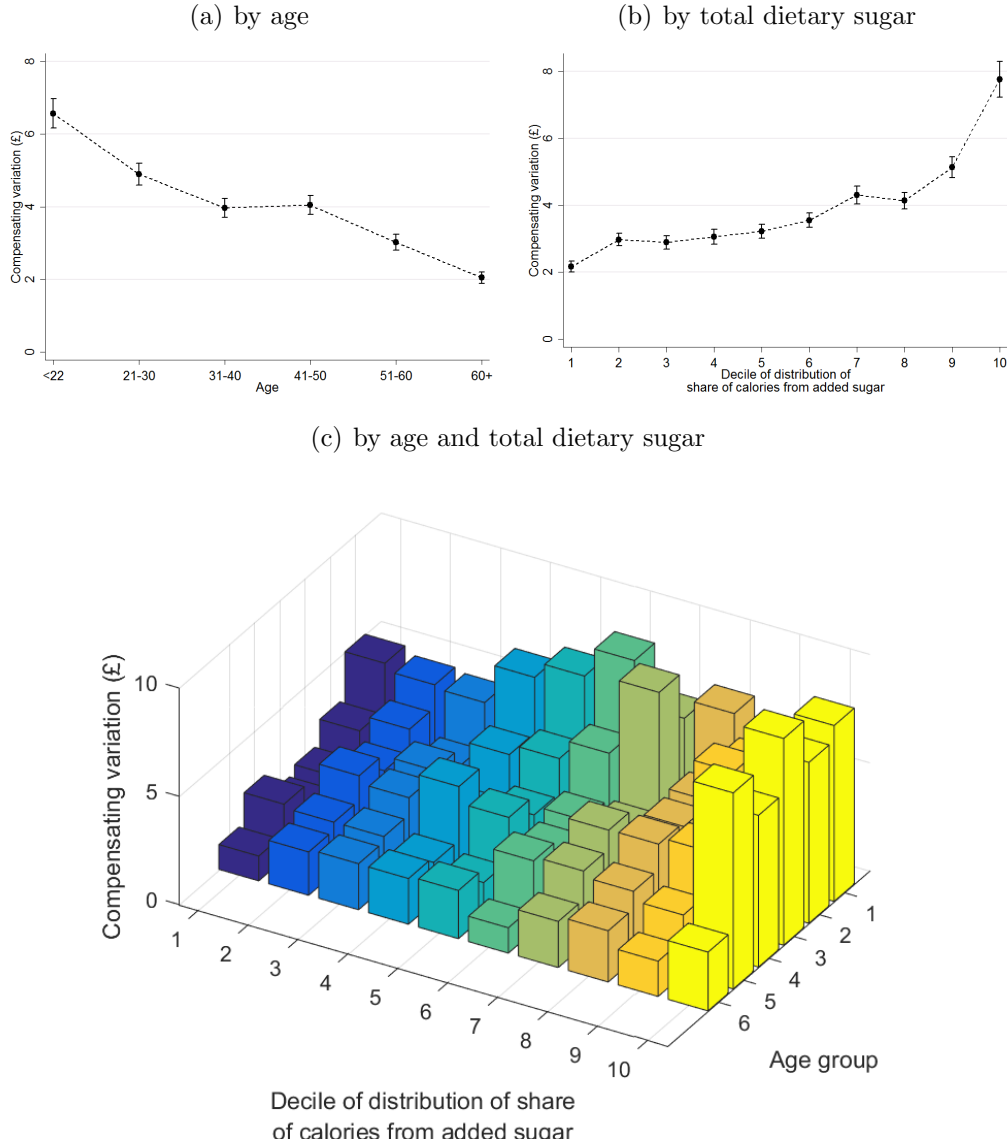 (a) by age
Compensating variation (£)
8
6
4
2
0
<22 21-30 31-40 41-50 51-60 60+
Age
(b) by total dietary sugar
Compensating variation (£)
8
6
4
2
0
1 2 3 4 5 6 7 8 9 10
Decile of distribution of
share of calories from added sugar
(c) by age and total dietary sugar
Compensating variation (£)
10
5
0
1 2 3 4 5 6 7 8 9 10
Decile of distribution of share
of calories from added sugar
1 2 3 4 5 6
Age group